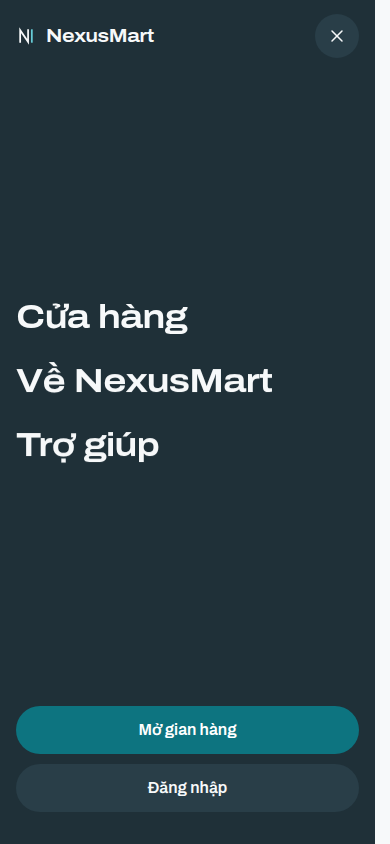 NexusMart
Cửa hàng
Về NexusMart
Trợ giúp
Mở gian hàng
Đăng nhập